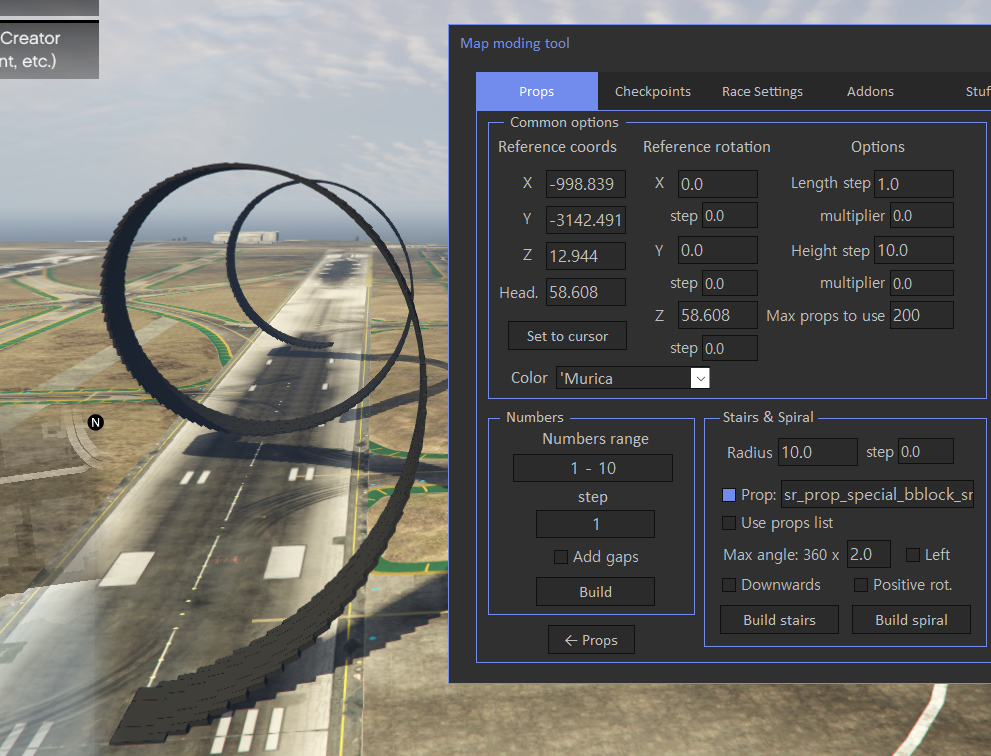 Creator
nt, etc.)
Map moding tool
Props
Checkpoints
Race Settings
Addons
Stuf
Common options
Reference coords
Reference rotation
Options
X -998.839
X 0.0
Length step 1.0
step 0.0
multiplier 0.0
Y -3142.491
Y 0.0
Height step 10.0
Z 12.944
step 0.0
multiplier 0.0
Head. 58.608
Z 58.608
Max props to use 200
Set to cursor
step 0.0
Color 'Murica
Numbers
Numbers range
1 - 10
step
1
Add gaps
Build
← Props
Stairs & Spiral
Radius 10.0 step 0.0
Prop: sr_prop_special_bblock_sr
Use props list
Max angle: 360 x 2.0 Left
Downwards Positive rot.
Build stairs Build spiral
N